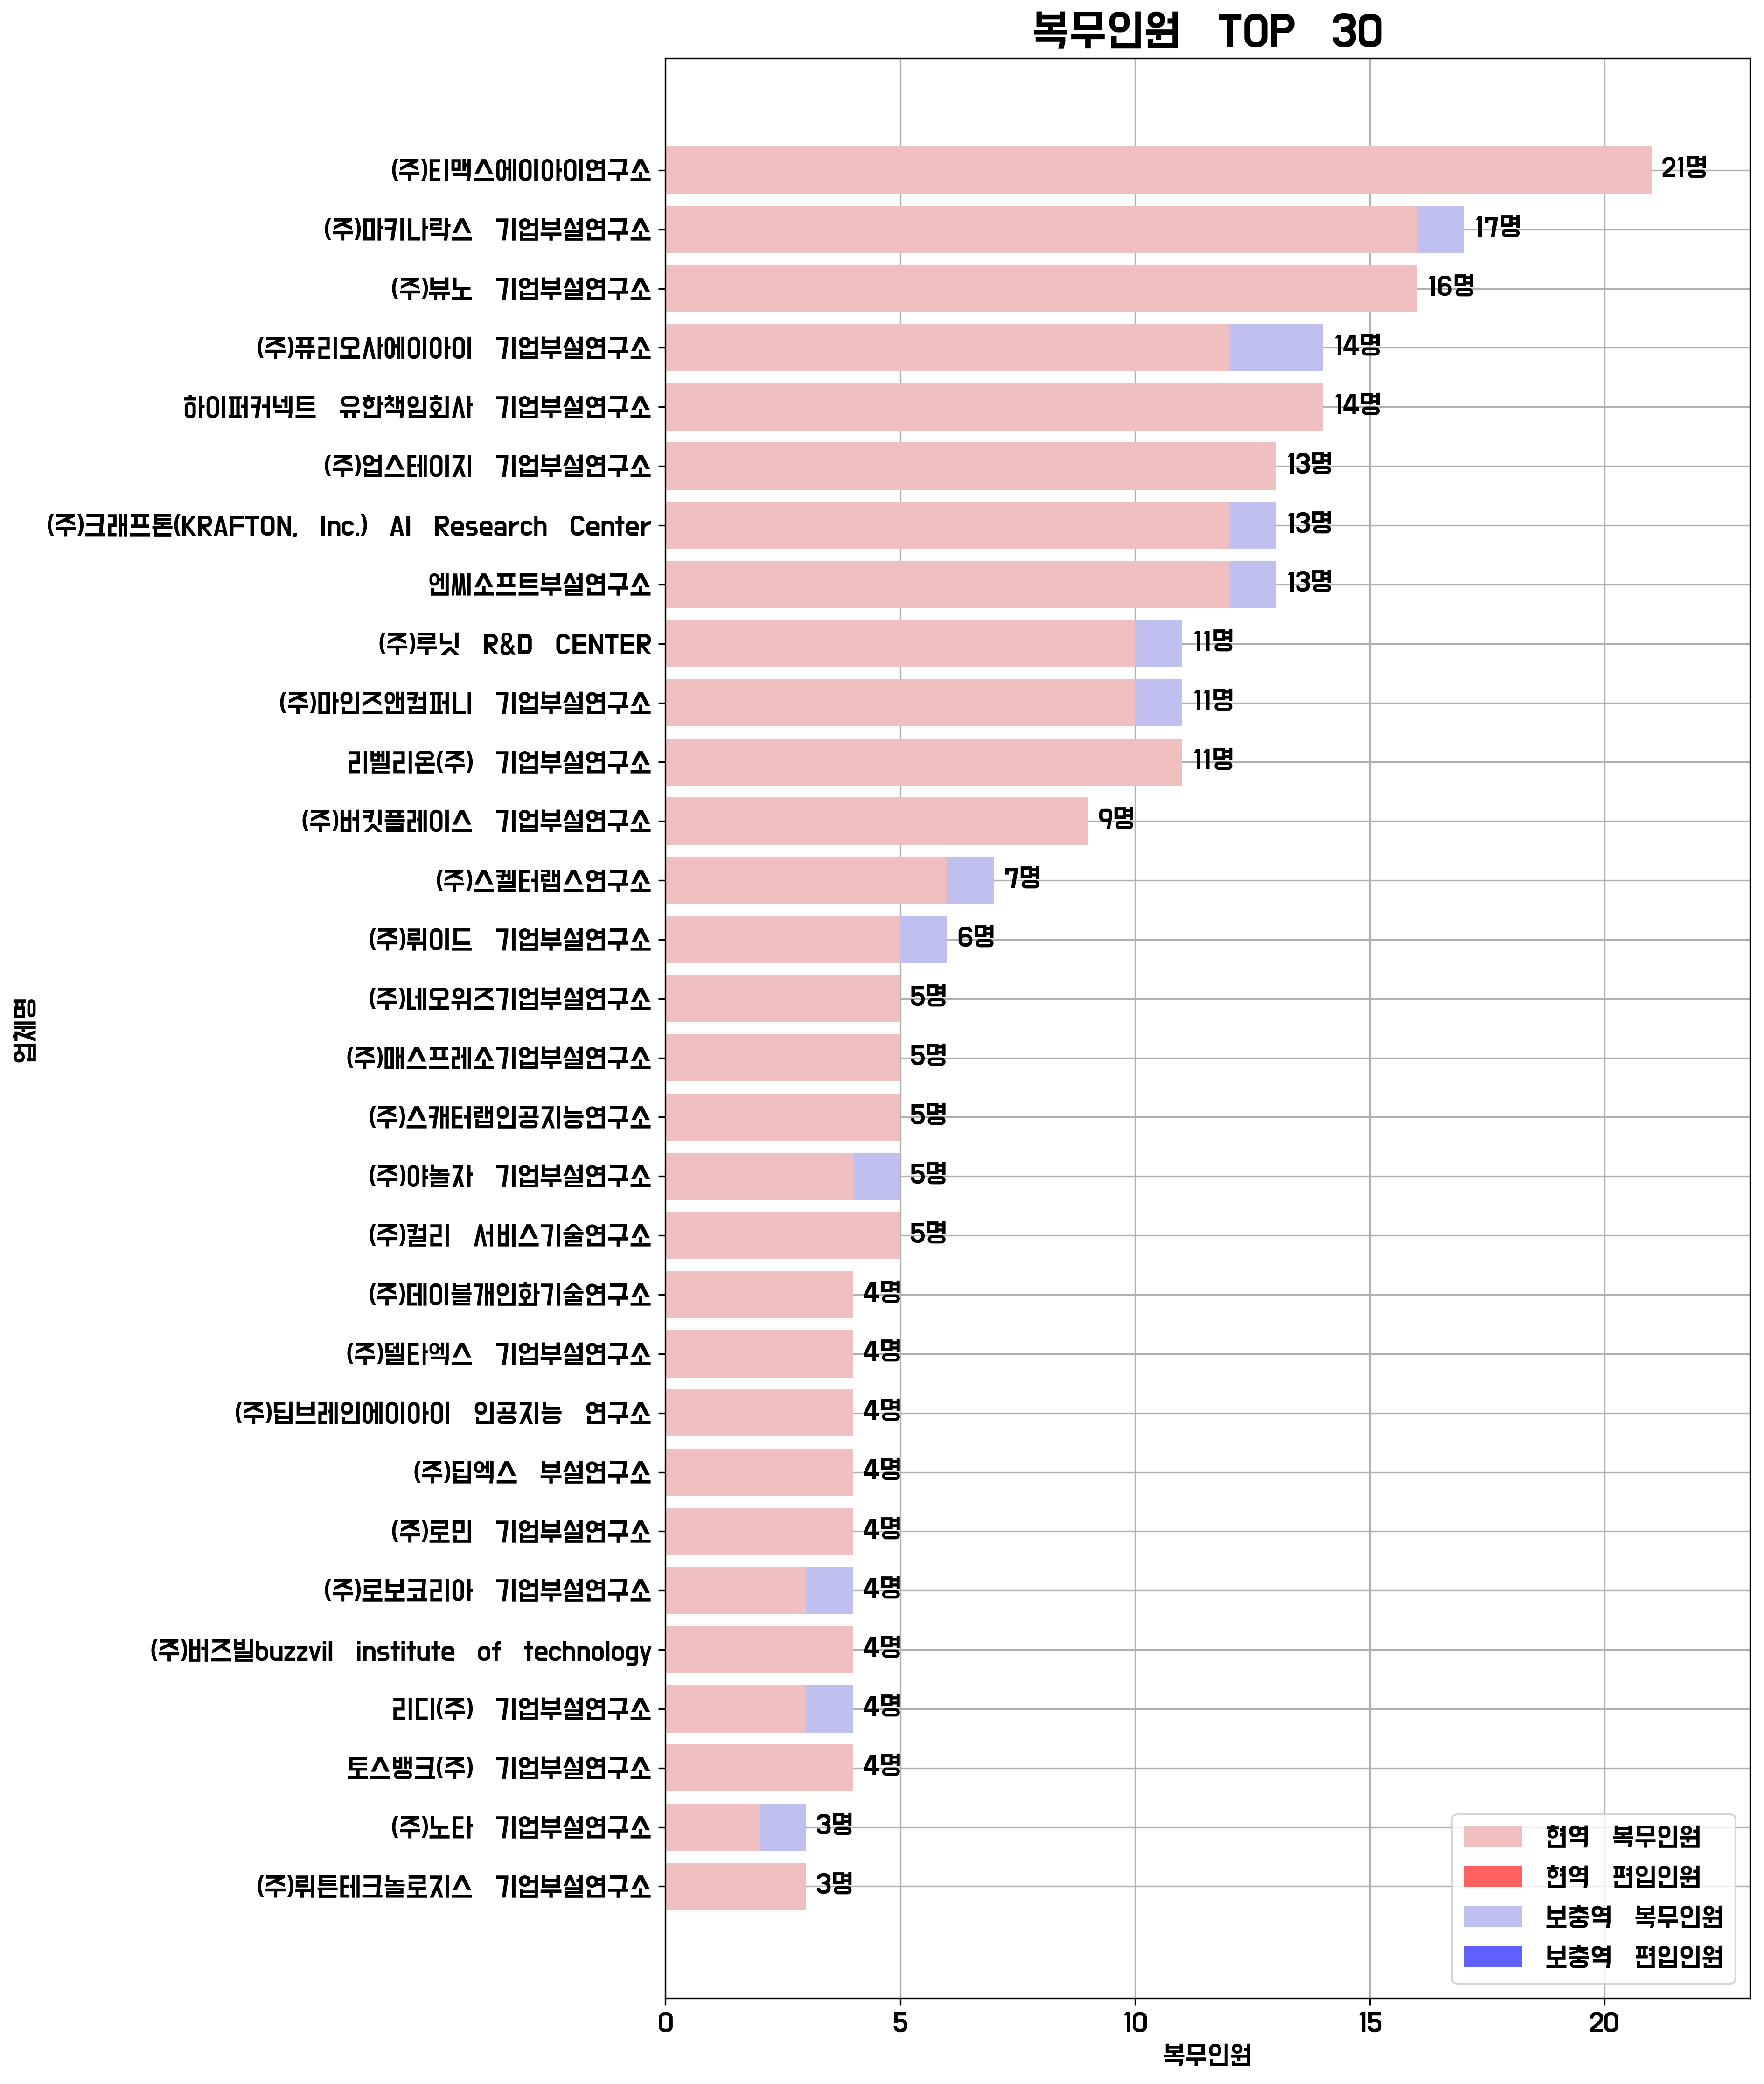 복무인원 TOP 30
(주)티맥스에이아이연구소 21명
(주)마키나락스 기업부설연구소 17명
(주)뷰노 기업부설연구소 16명
(주)퓨리오사에이아이 기업부설연구소 14명
하이퍼커넥트 유한책임회사 기업부설연구소 14명
(주)업스테이지 기업부설연구소 13명
(주)크래프톤(KRAFTON, Inc.) AI Research Center 13명
엔씨소프트부설연구소 13명
(주)루닛 R&D CENTER 11명
(주)마인즈앤컴퍼니 기업부설연구소 11명
리벨리온(주) 기업부설연구소 11명
(주)버킷플레이스 기업부설연구소 9명
(주)스켈터랩스연구소 7명
(주)뤼이드 기업부설연구소 6명
(주)네오위즈기업부설연구소 5명
(주)매스프레소기업부설연구소 5명
(주)스캐터랩인공지능연구소 5명
(주)야놀자 기업부설연구소 5명
(주)컬리 서비스기술연구소 5명
(주)데이블개인화기술연구소 4명
(주)델타엑스 기업부설연구소 4명
(주)딥브레인에이아이 인공지능 연구소 4명
(주)딥엑스 부설연구소 4명
(주)로민 기업부설연구소 4명
(주)로보코리아 기업부설연구소 4명
(주)버즈빌buzzvil institute of technology 4명
리디(주) 기업부설연구소 4명
토스뱅크(주) 기업부설연구소 4명
(주)노타 기업부설연구소 3명
(주)뤼튼테크놀로지스 기업부설연구소 3명
업체명
현역 복무인원
현역 편입인원
보충역 복무인원
보충역 편입인원
0 5 10 15 20
복무인원